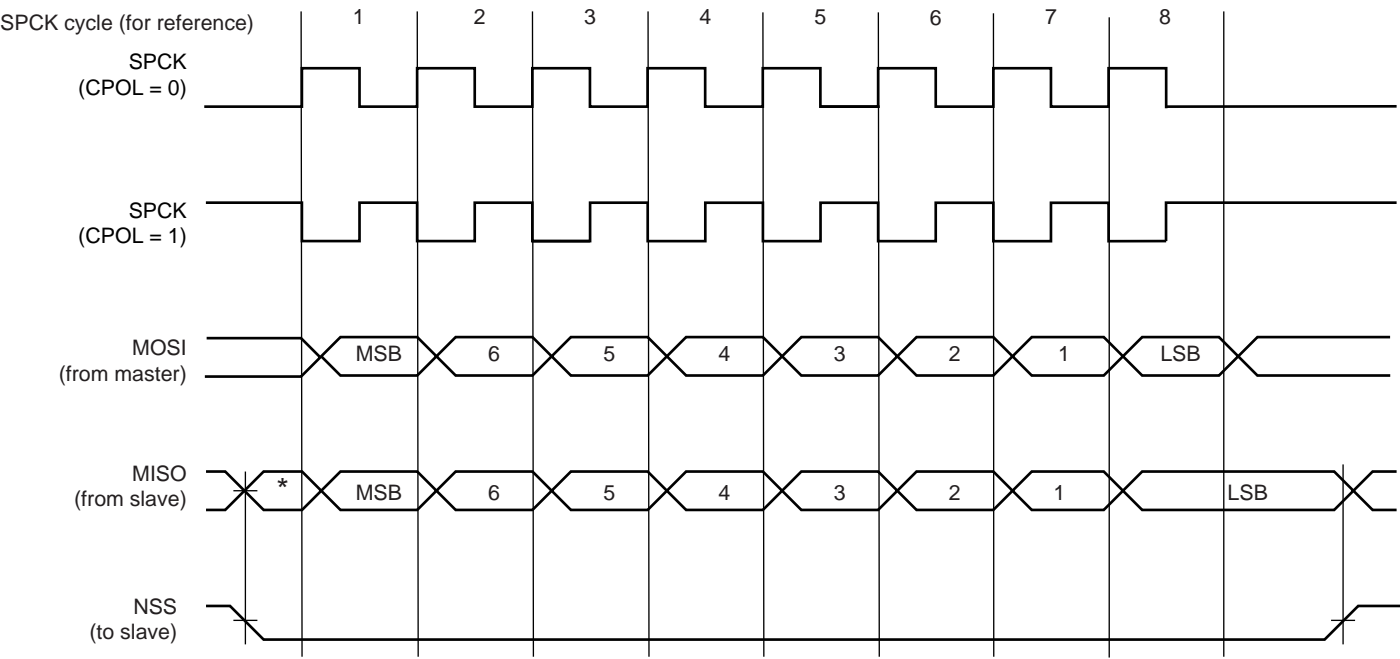 SPCK cycle (for reference) 1 2 3 4 5 6 7 8
SPCK
(CPOL = 0)
SPCK
(CPOL = 1)
MOSI
(from master)
MSB 6 5 4 3 2 1 LSB
MISO
(from slave)
* MSB 6 5 4 3 2 1 LSB
NSS
(to slave)